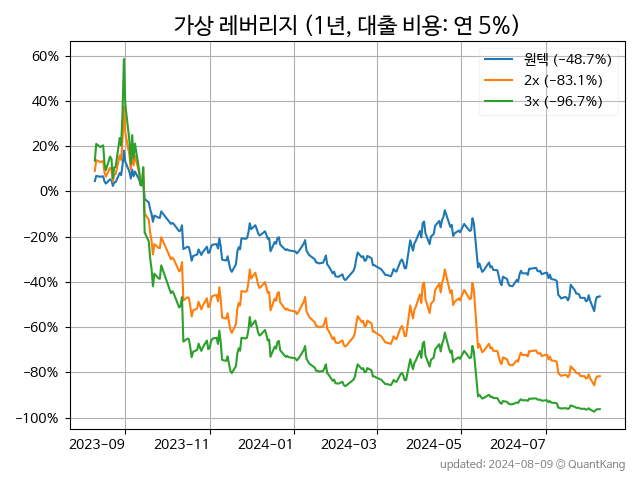 가상 레버리지 (1년, 대출 비용: 연 5%)
원텍 (−48.7%)
2x (−83.1%)
3x (−96.7%)
60%
40%
20%
0%
−20%
−40%
−60%
−80%
−100%
2023-09 2023-11 2024-01 2024-03 2024-05 2024-07
updated: 2024-08-09 © QuantKang